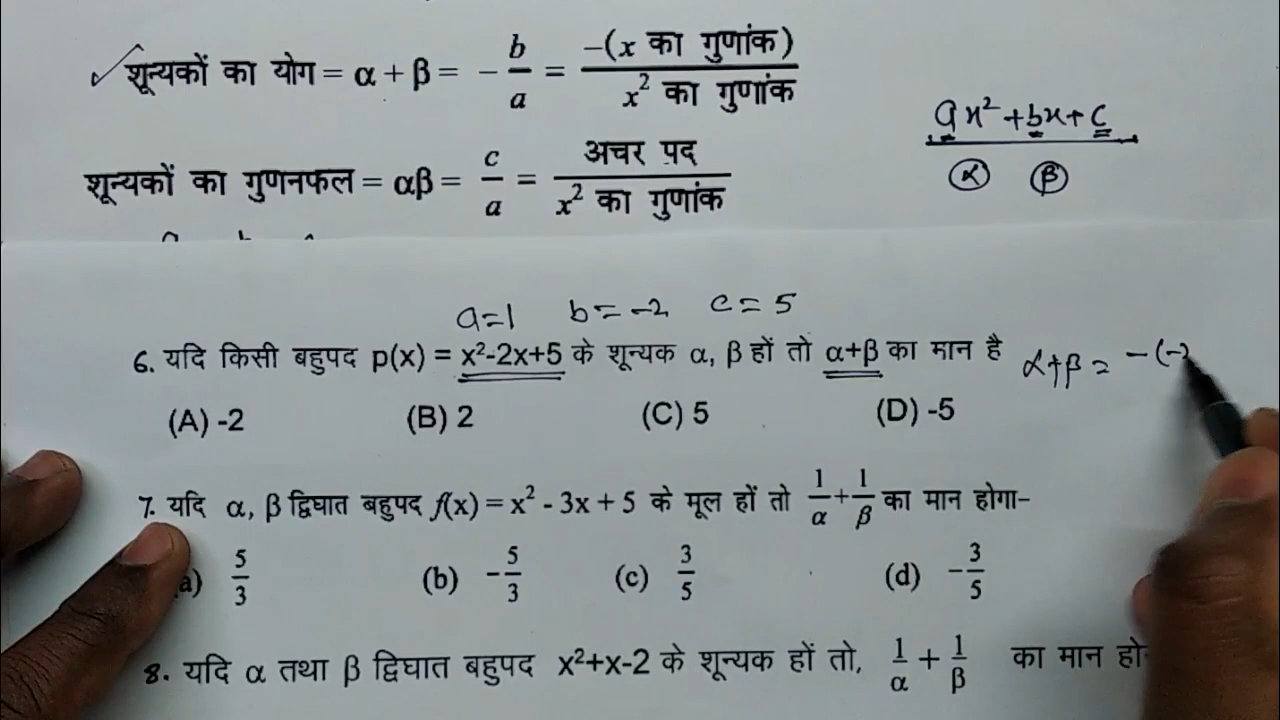 ✓शून्यकों का योग = α + β = - b/a = -(x का गुणांक) / x² का गुणांक
ax² + bx + c
शून्यकों का गुणनफल = αβ = c/a = अचर पद / x² का गुणांक
α β
a=1 b=-2 c=5
6. यदि किसी बहुपद p(x) = x²-2x+5 के शून्यक α, β हों तो α+β का मान है α+β = -(-2
(A) -2 (B) 2 (C) 5 (D) -5
7. यदि α, β द्विघात बहुपद f(x) = x² - 3x + 5 के मूल हों तो 1/α + 1/β का मान होगा-
a) 5/3 (b) -5/3 (c) 3/5 (d) -3/5
8. यदि α तथा β द्विघात बहुपद x²+x-2 के शून्यक हों तो, 1/α + 1/β का मान हो